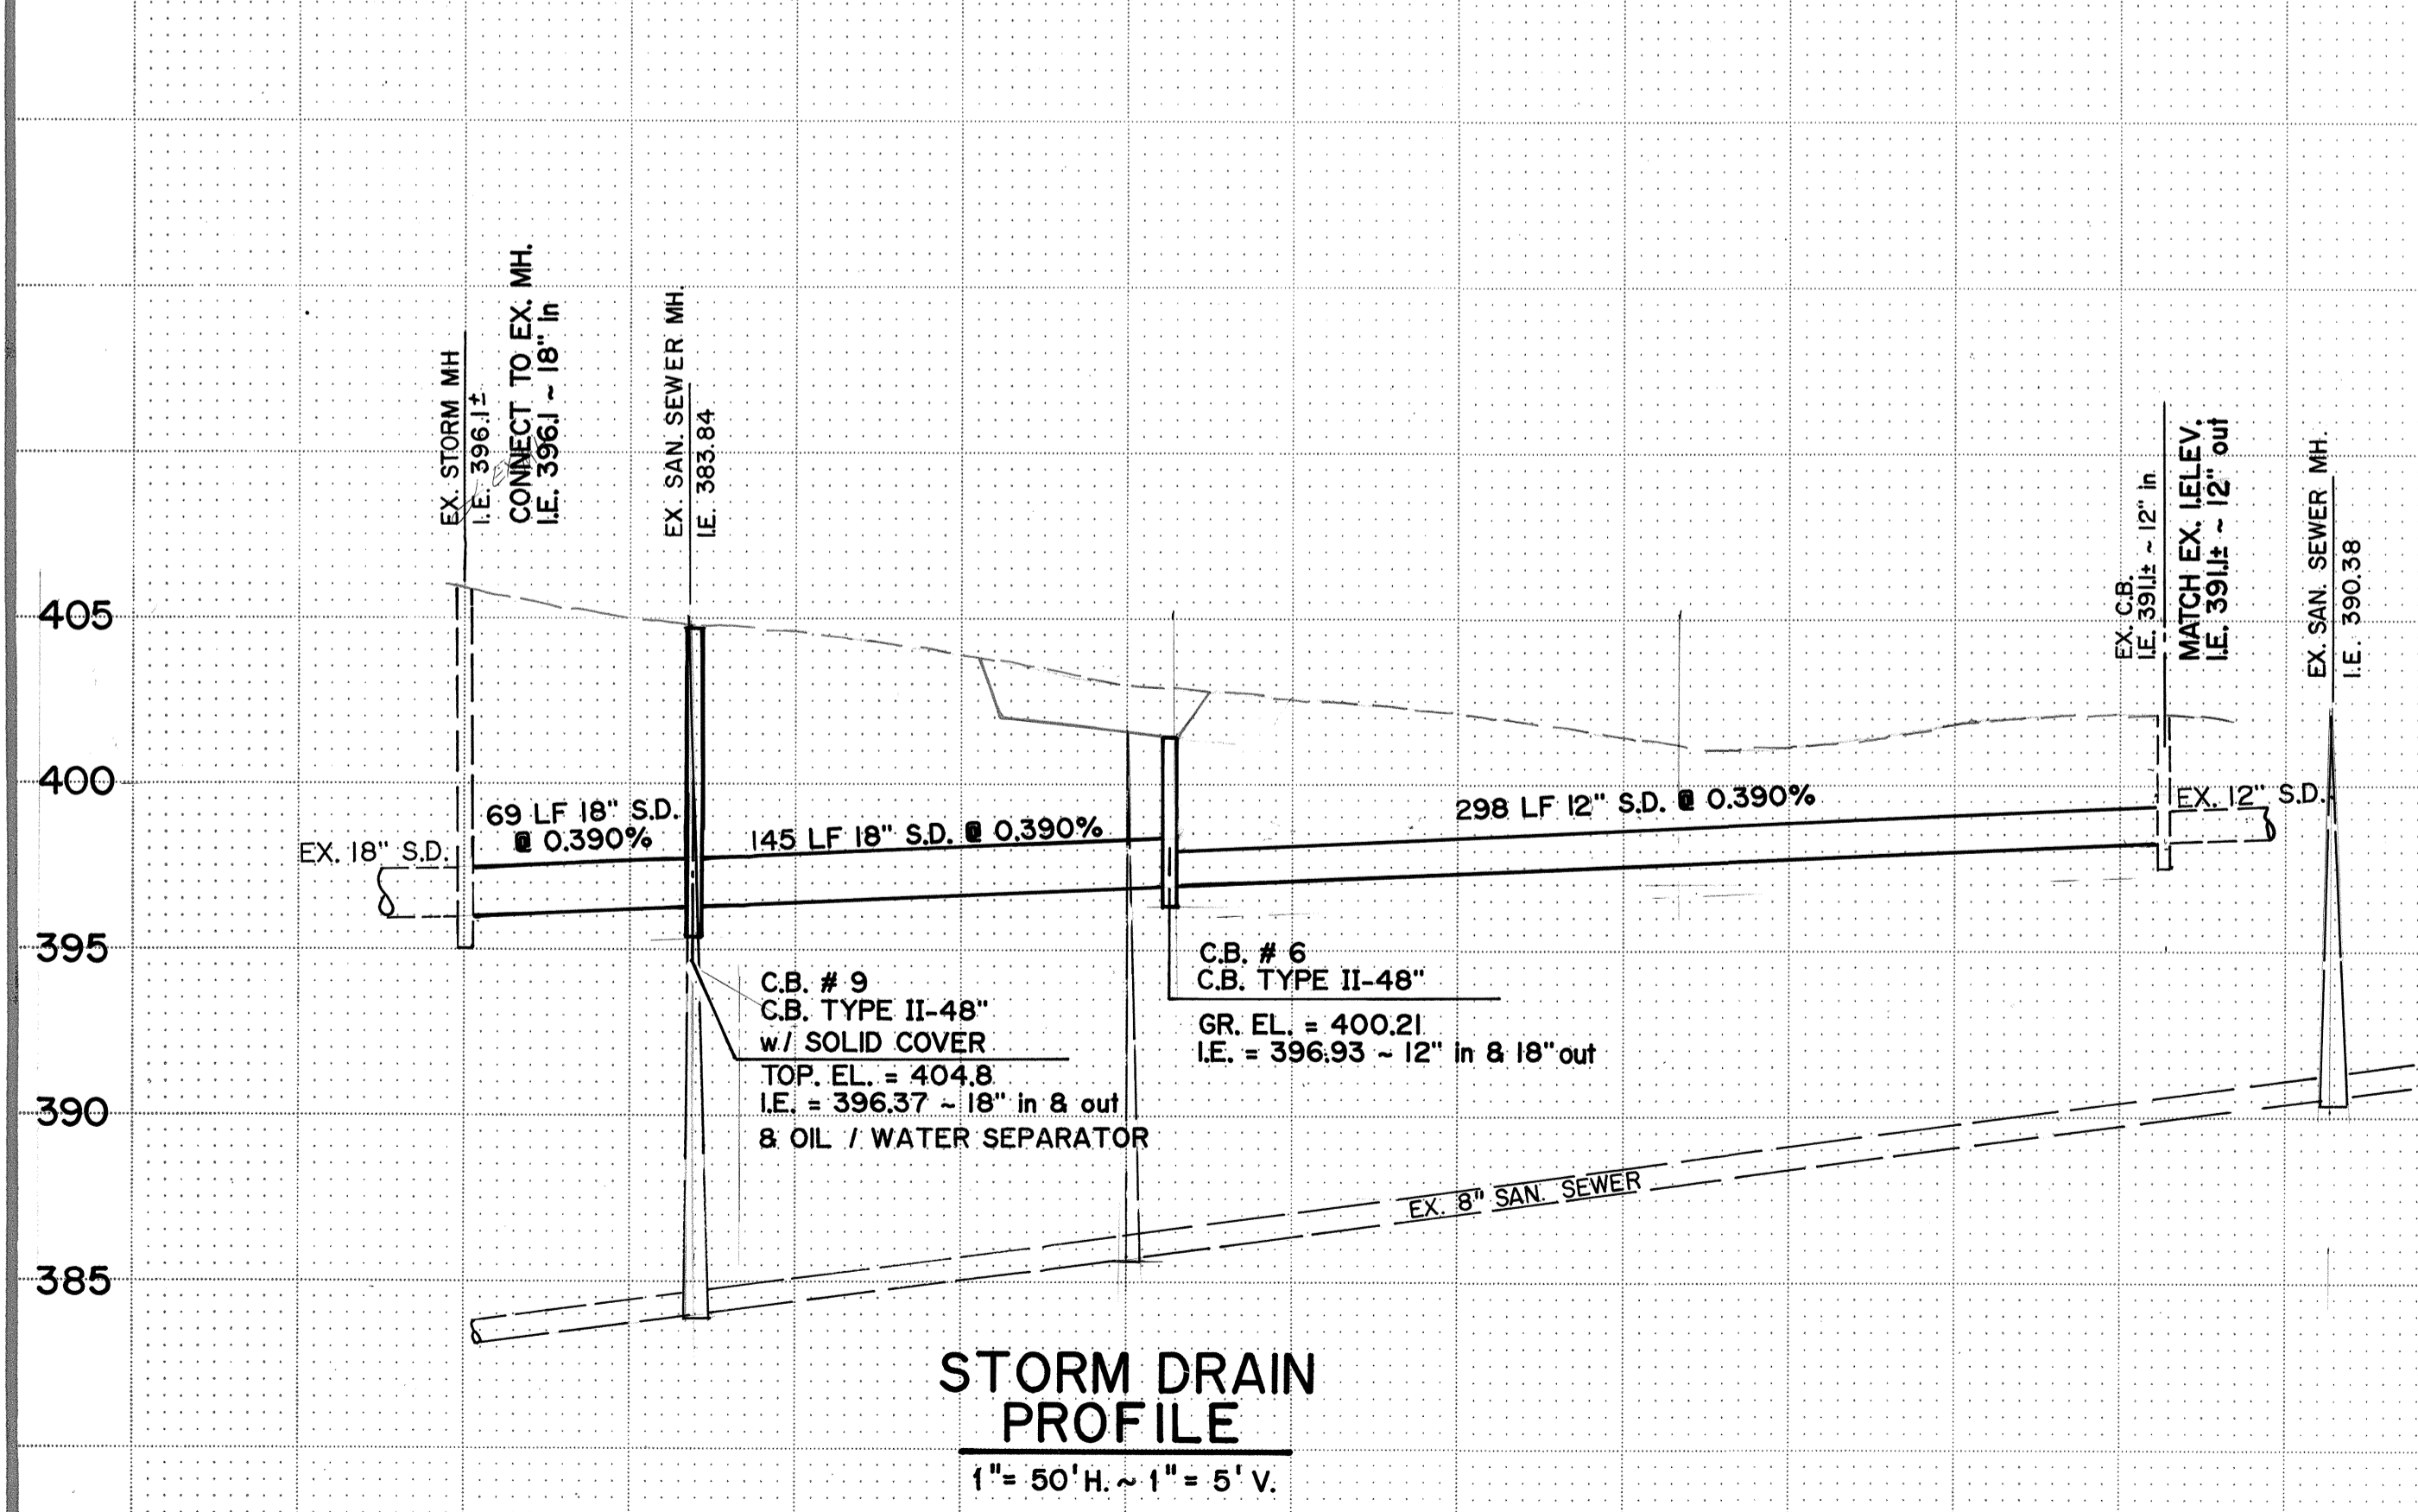 EX. STORM MH
I.E. 396.1±
CONNECT TO EX. MH.
I.E. 396.1 ~ 18" in
EX. SAN. SEWER MH.
I.E. 383.84
EX. C.B.
I.E. 391.1± ~ 12" in
MATCH EX. I.ELEV.
I.E. 391.1± ~ 12" out
EX. SAN. SEWER MH.
I.E. 390.38
405
400
395
390
385
EX. 18" S.D.
69 LF 18" S.D.
@ 0.390%
145 LF 18" S.D. @ 0.390%
298 LF 12" S.D. @ 0.390%
EX. 12" S.D.
C.B. # 9
C.B. TYPE II-48"
w/ SOLID COVER
TOP. EL. = 404.8
I.E. = 396.37 ~ 18" in & out
& OIL / WATER SEPARATOR
C.B. # 6
C.B. TYPE II-48"
GR. EL. = 400.21
I.E. = 396.93 ~ 12" in & 18" out
EX. 8" SAN. SEWER
STORM DRAIN
PROFILE
1"= 50' H. ~ 1" = 5' V.